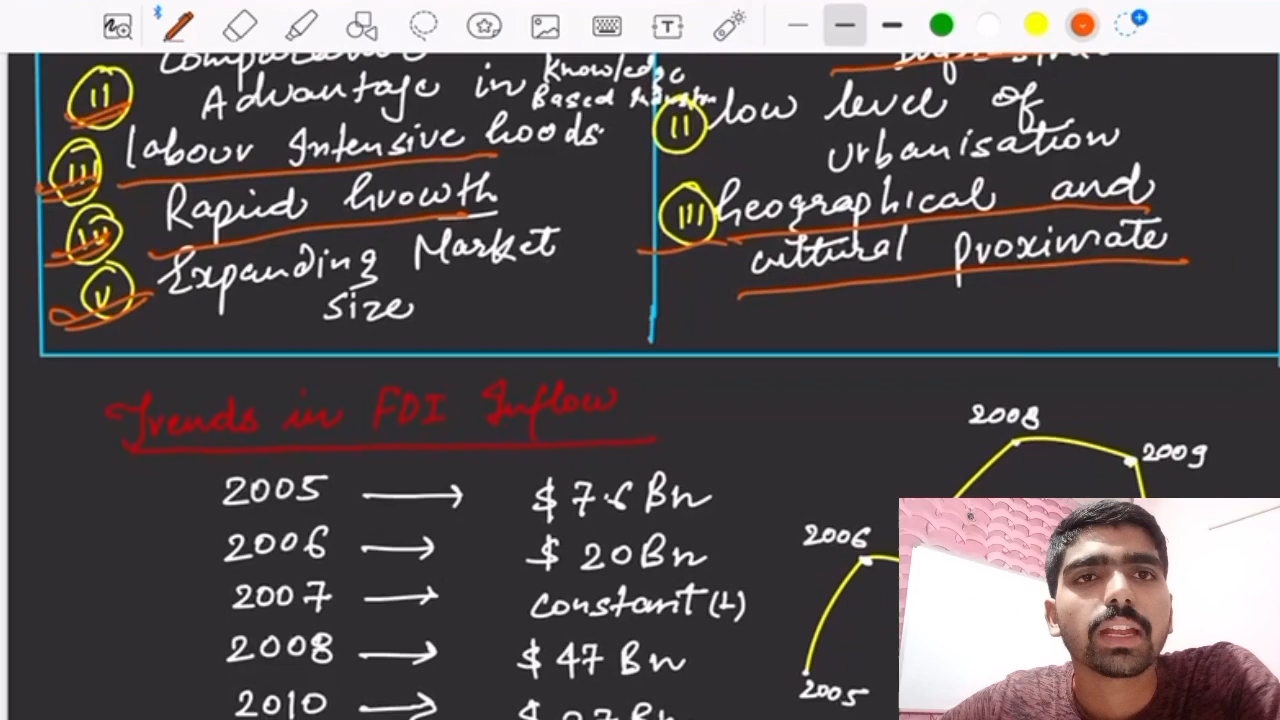 Advantage in Knowledge
Based
II
III
labour Intensive Goods
IV
Rapid Growth
V
Expanding Market
size
II
low level of
urbanisation
III
Geographical and
cultural proximate
Trends in FDI Inflow
2005 → $ 7.6 Bn
2006 → $ 20 Bn
2007 → constant (↓)
2008 → $ 47 Bn
2010 →
2008
2009
2006
2005
T